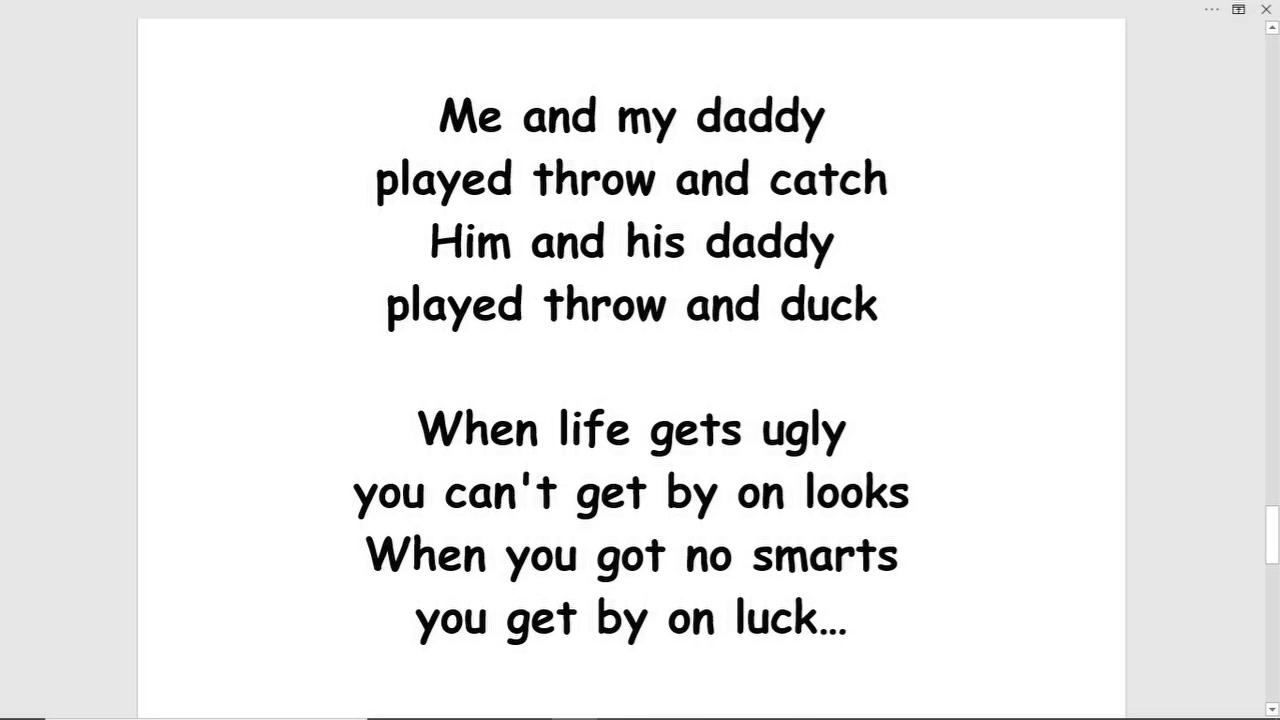 Me and my daddy
played throw and catch
Him and his daddy
played throw and duck
When life gets ugly
you can't get by on looks
When you got no smarts
you get by on luck...